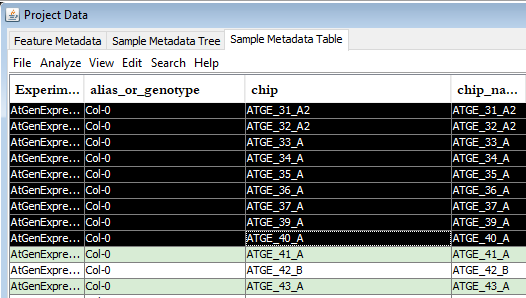 Project Data
Feature Metadata Sample Metadata Tree Sample Metadata Table
File Analyze View Edit Search Help
Experim... alias_or_genotype chip chip_na...
AtGenExpre... Col-0 ATGE_31_A2 ATGE_31_A2
AtGenExpre... Col-0 ATGE_32_A2 ATGE_32_A2
AtGenExpre... Col-0 ATGE_33_A ATGE_33_A
AtGenExpre... Col-0 ATGE_34_A ATGE_34_A
AtGenExpre... Col-0 ATGE_35_A ATGE_35_A
AtGenExpre... Col-0 ATGE_36_A ATGE_36_A
AtGenExpre... Col-0 ATGE_37_A ATGE_37_A
AtGenExpre... Col-0 ATGE_39_A ATGE_39_A
AtGenExpre... Col-0 ATGE_40_A ATGE_40_A
AtGenExpre... Col-0 ATGE_41_A ATGE_41_A
AtGenExpre... Col-0 ATGE_42_B ATGE_42_B
AtGenExpre... Col-0 ATGE_43_A ATGE_43_A